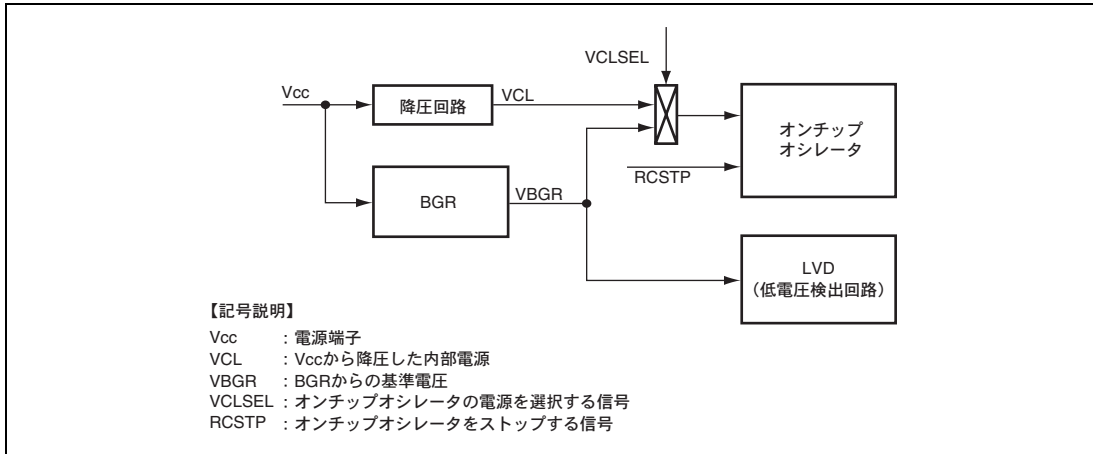 VCLSEL
Vcc
降圧回路
VCL
オンチップ
オシレータ
RCSTP
BGR
VBGR
LVD
（低電圧検出回路）
【記号説明】
Vcc ：電源端子
VCL ：Vccから降圧した内部電源
VBGR ：BGRからの基準電圧
VCLSEL：オンチップオシレータの電源を選択する信号
RCSTP ：オンチップオシレータをストップする信号